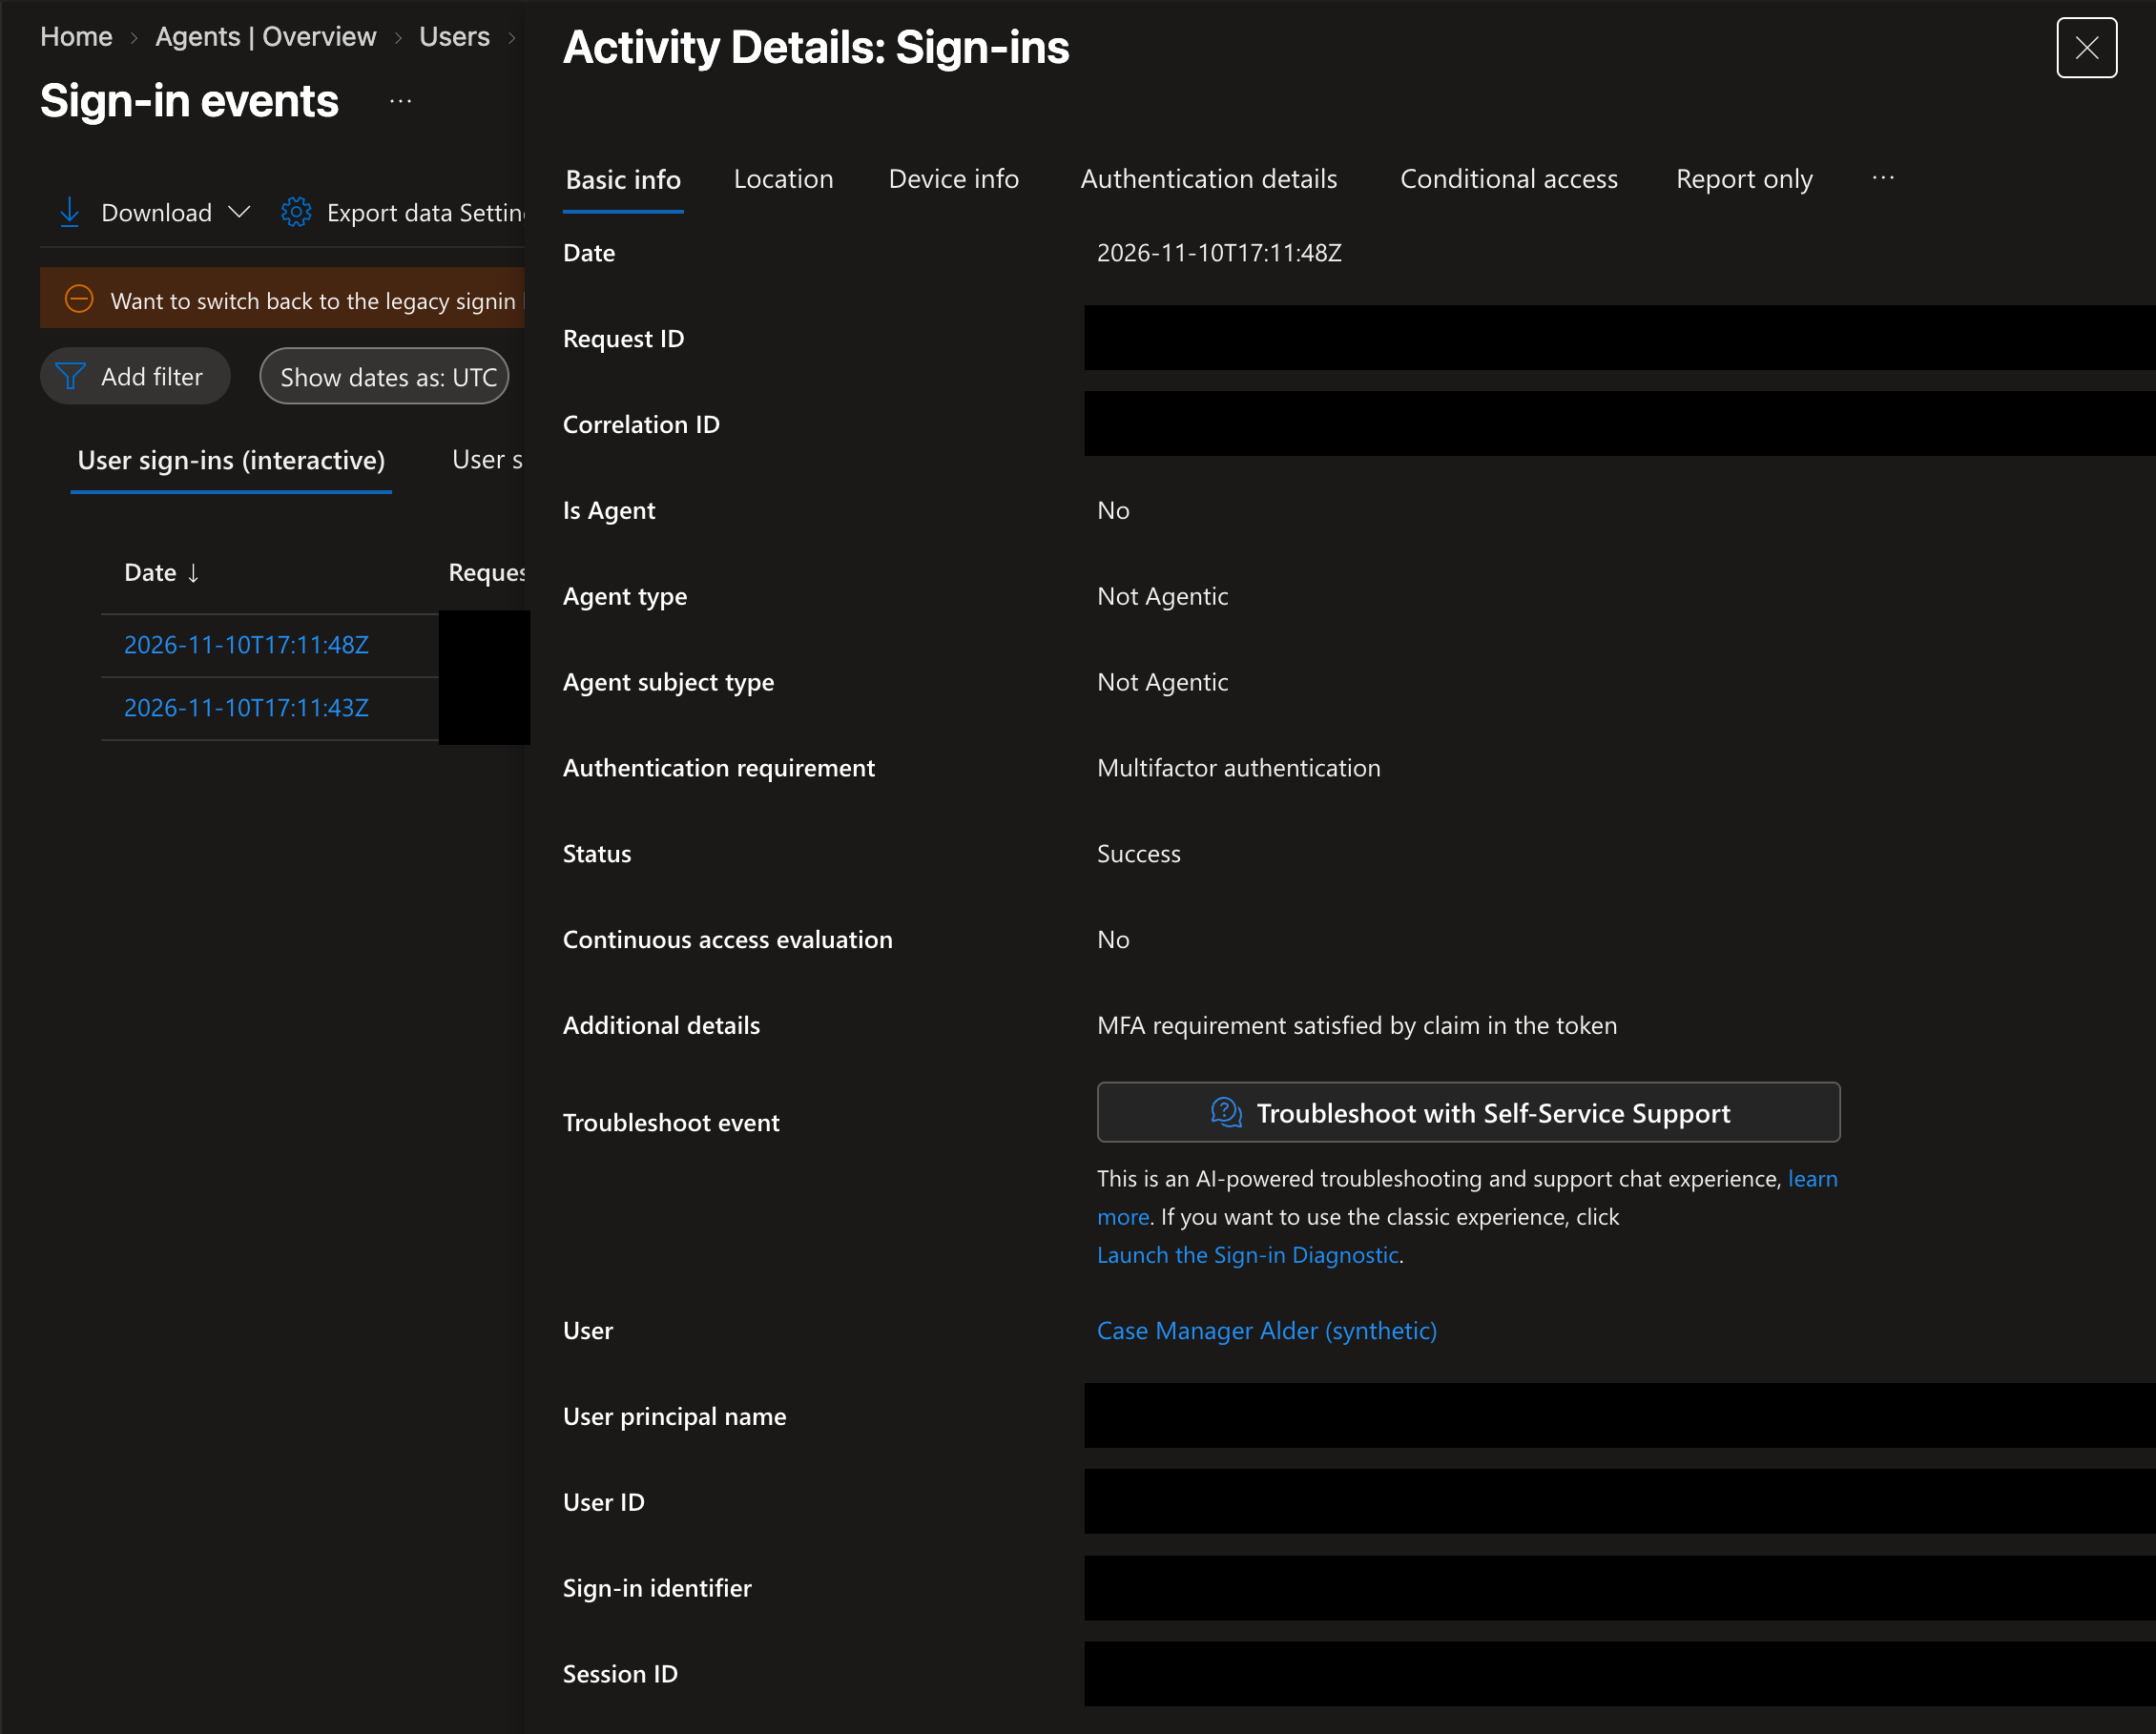 Home > Agents | Overview > Users >
Sign-in events ...
Download
Export data
Want to switch back to the legacy signin
Add filter
Show dates as: UTC
User sign-ins (interactive)
User
Date ↓
2026-11-10T17:11:48Z
2026-11-10T17:11:43Z
Activity Details: Sign-ins
Basic info
Location
Device info
Authentication details
Conditional access
Report only
...
Date
2026-11-10T17:11:48Z
Request ID
Correlation ID
Is Agent
No
Agent type
Not Agentic
Agent subject type
Not Agentic
Authentication requirement
Multifactor authentication
Status
Success
Continuous access evaluation
No
Additional details
MFA requirement satisfied by claim in the token
Troubleshoot event
Troubleshoot with Self-Service Support
This is an AI-powered troubleshooting and support chat experience, learn
more. If you want to use the classic experience, click
Launch the Sign-in Diagnostic.
User
Case Manager Alder (synthetic)
User principal name
User ID
Sign-in identifier
Session ID